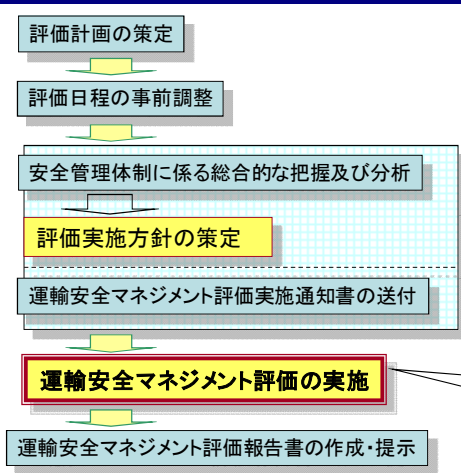 評価計画の策定
評価日程の事前調整
安全管理体制に係る総合的な把握及び分析
評価実施方針の策定
運輸安全マネジメント評価実施通知書の送付
運輸安全マネジメント評価の実施
運輸安全マネジメント評価報告書の作成・提示